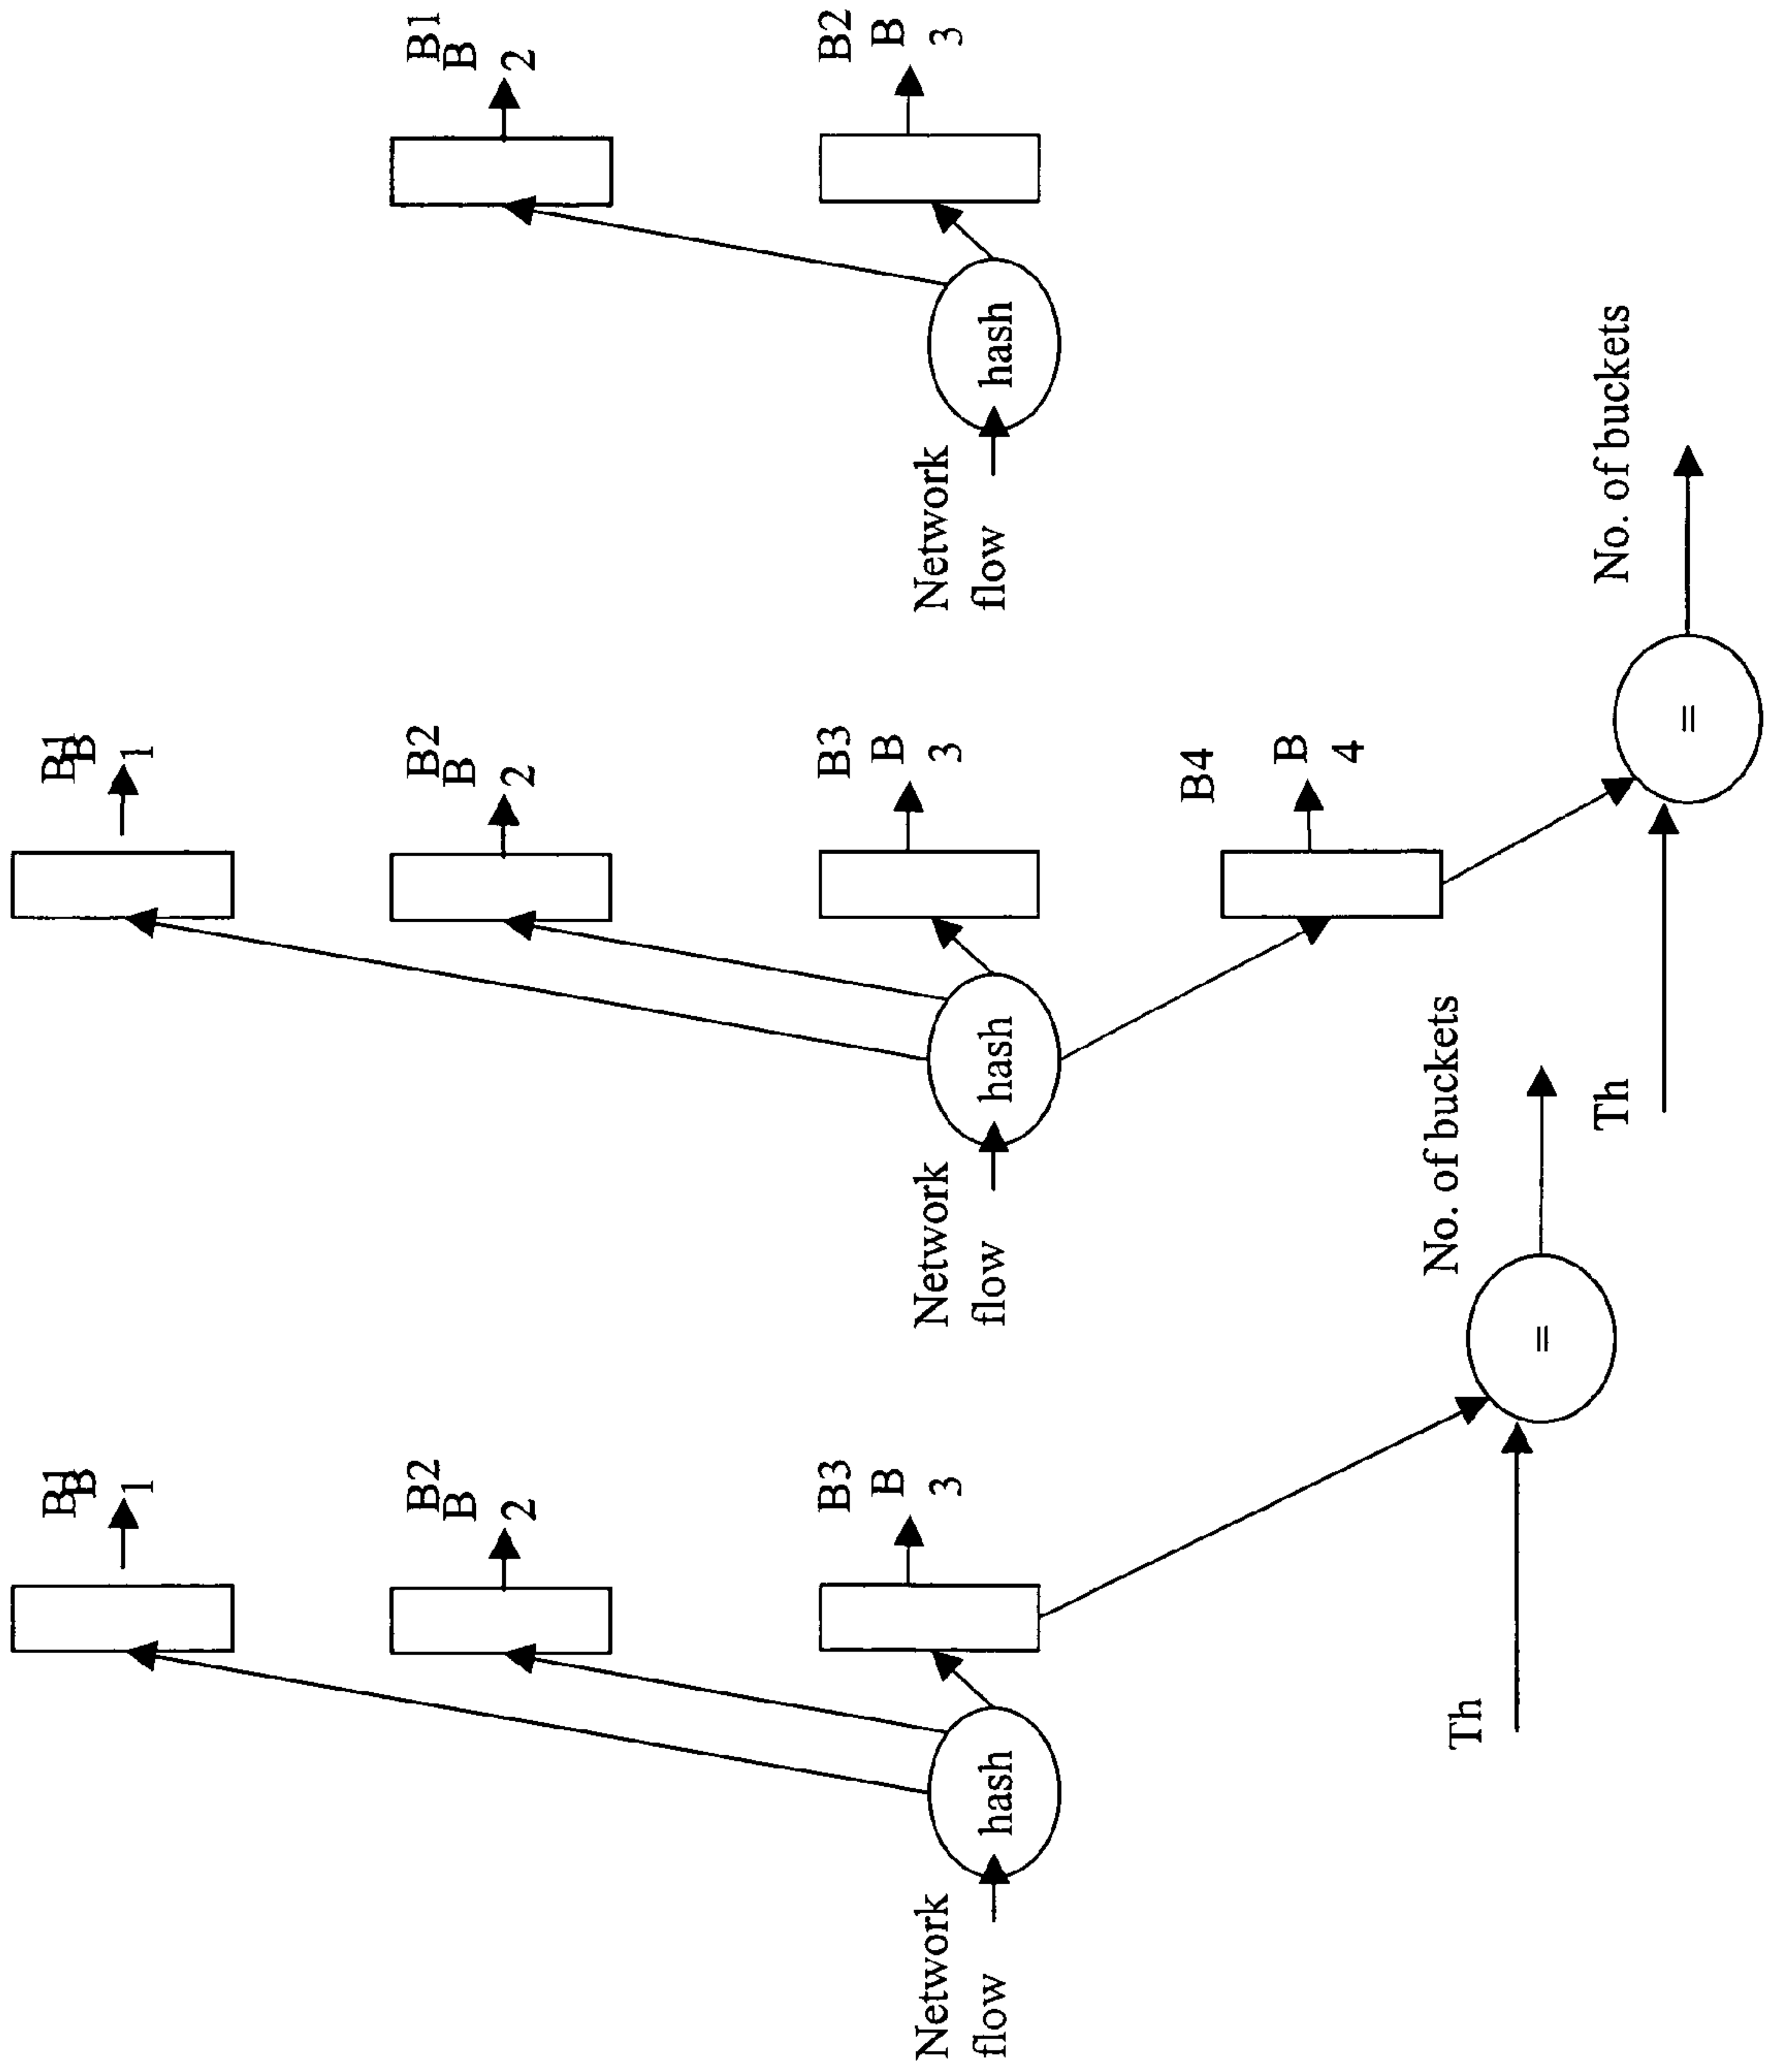 B1
B
1
B2
B
2
B3
B
3
Network
flow
hash
No. of buckets
Th
=
B1
B
1
B2
B
2
B3
B
3
Network
flow
hash
B4
B
4
No. of buckets
Th
=
B1
B
2
B2
B
3
Network
flow
hash